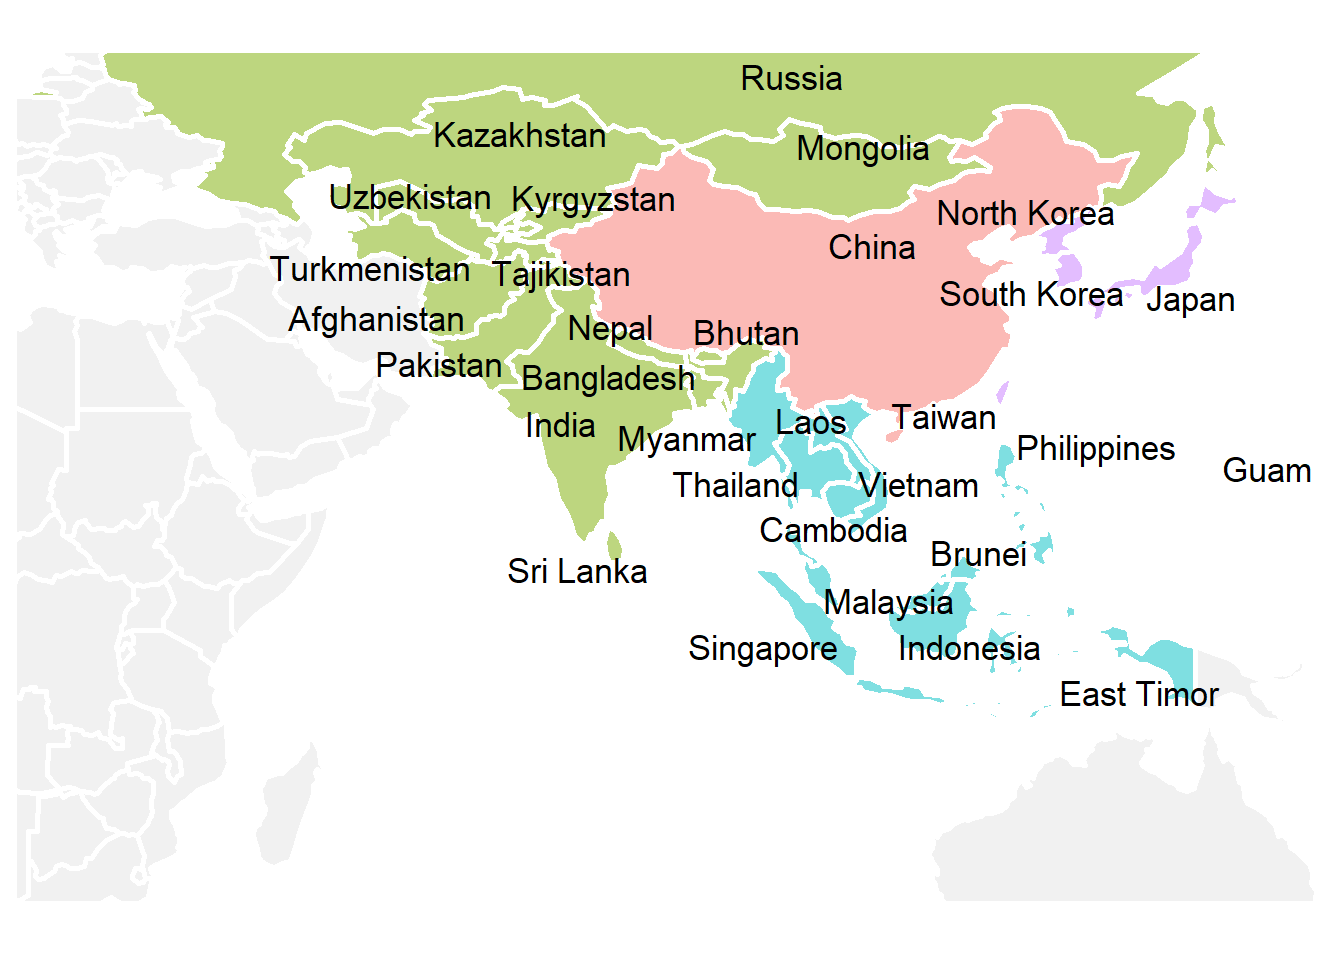 Russia
Kazakhstan
Mongolia
Uzbekistan
Kyrgyzstan
North Korea
China
Turkmenistan
Tajikistan
South Korea
Japan
Afghanistan
Nepal
Bhutan
Pakistan
Bangladesh
Taiwan
India
Laos
Myanmar
Philippines
Guam
Thailand
Vietnam
Cambodia
Brunei
Sri Lanka
Malaysia
Singapore
Indonesia
East Timor